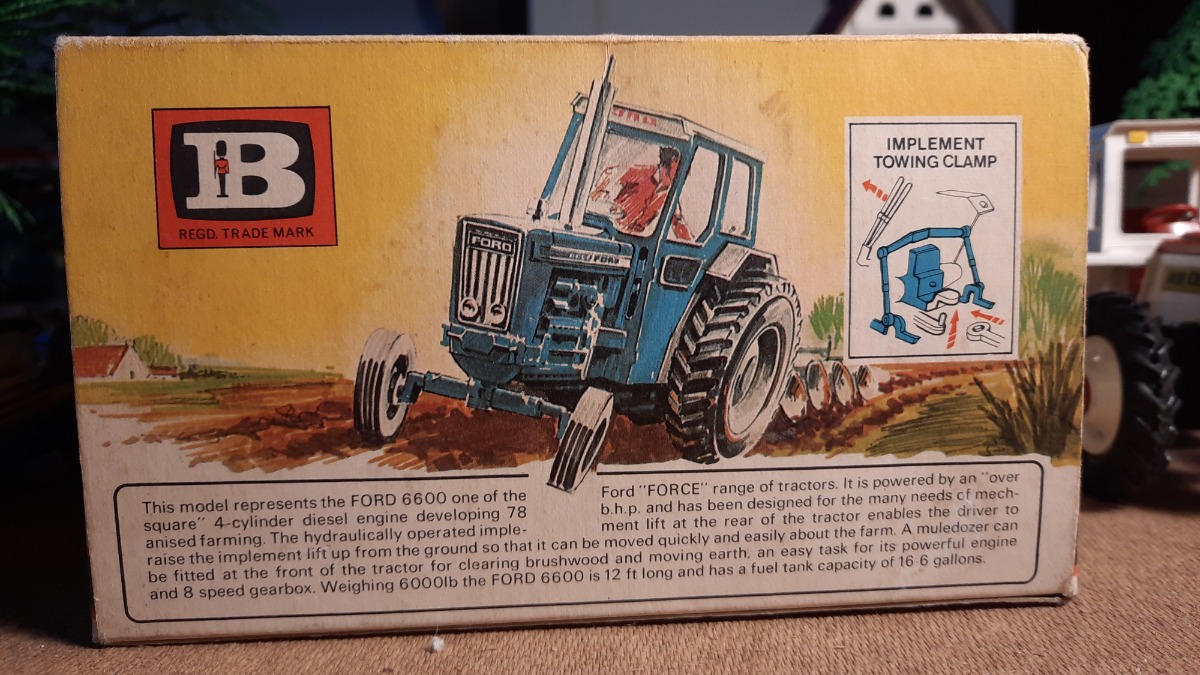 B
REGD. TRADE MARK
FORD
FORD
IMPLEMENT
TOWING CLAMP
This model represents the FORD 6600 one of the Ford "FORCE" range of tractors. It is powered by an "over
square" 4-cylinder diesel engine developing 78 b.h.p. and has been designed for the many needs of mech-
anised farming. The hydraulically operated imple-ment lift at the rear of the tractor enables the driver to
raise the implement lift up from the ground so that it can be moved quickly and easily about the farm. A muledozer can
be fitted at the front of the tractor for clearing brushwood and moving earth, an easy task for its powerful engine
and 8 speed gearbox. Weighing 6000lb the FORD 6600 is 12 ft long and has a fuel tank capacity of 16·6 gallons.